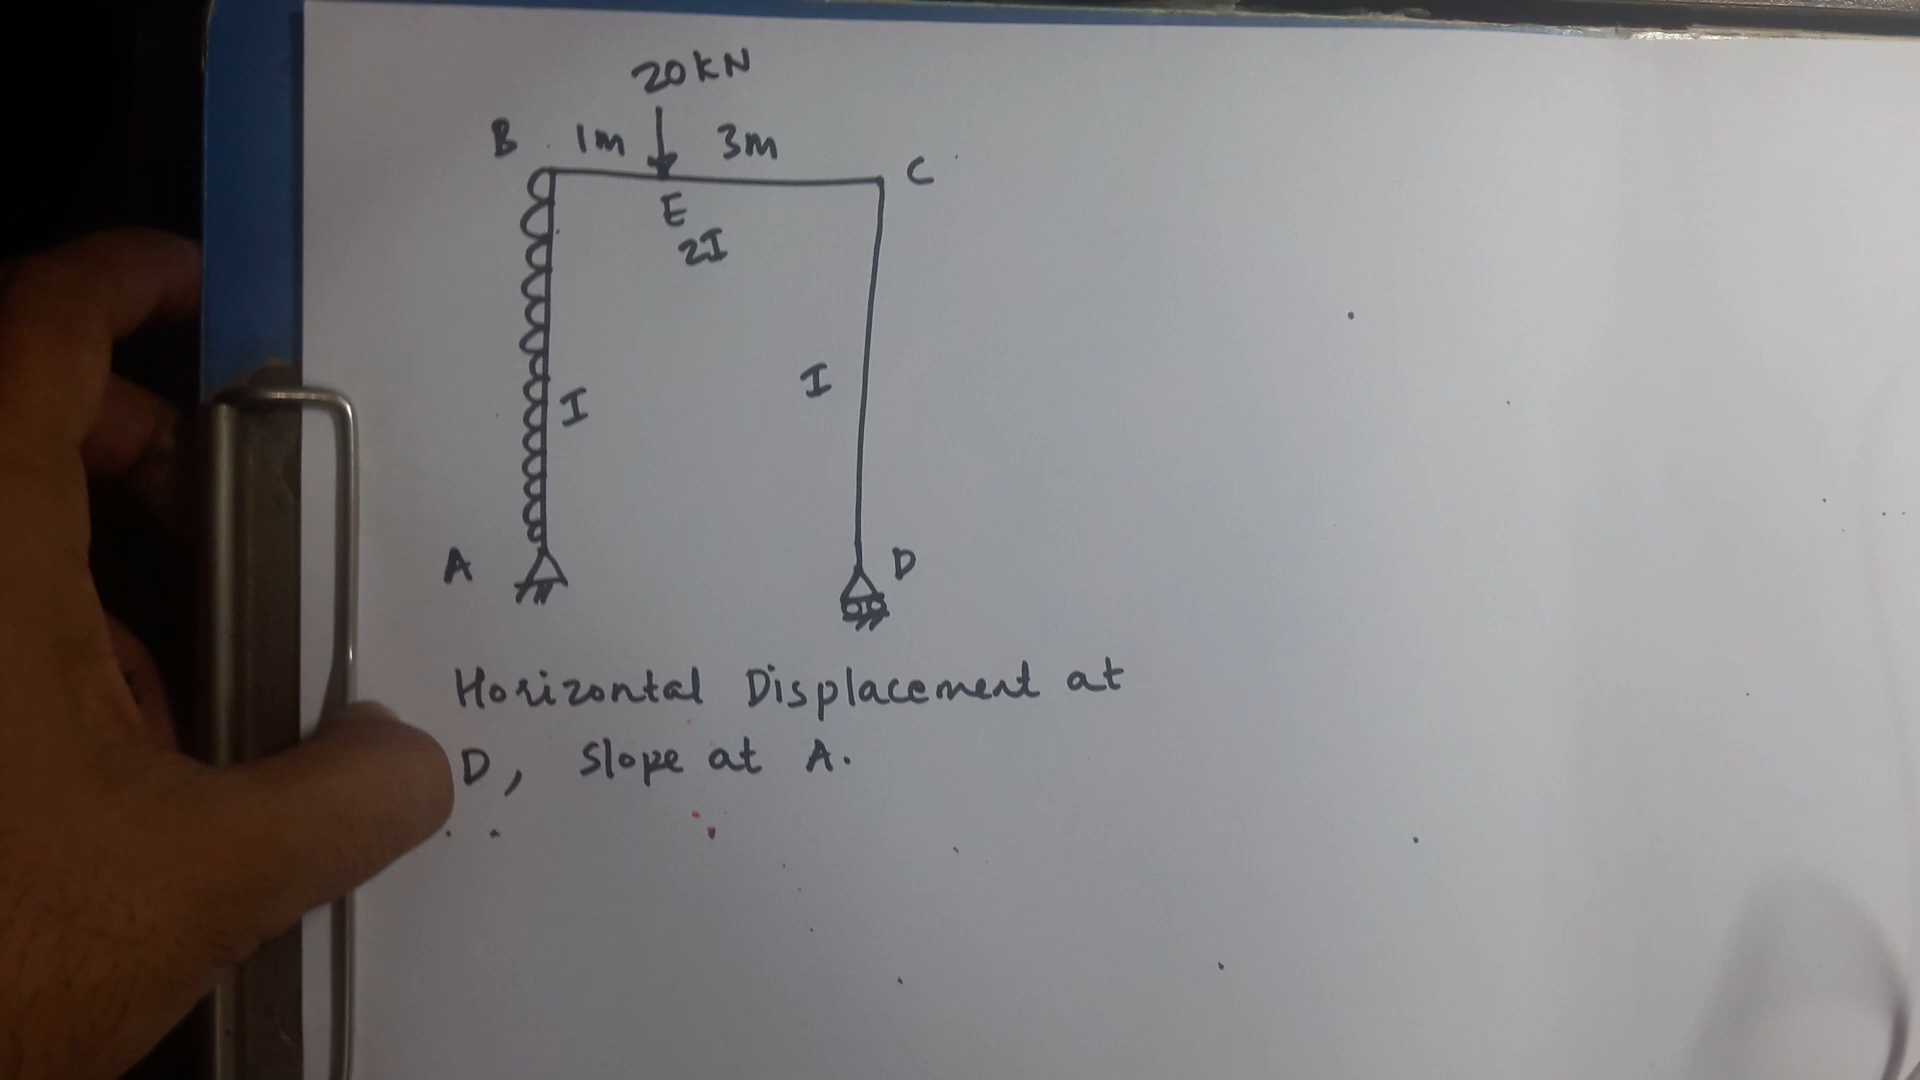 20kN
B 1m 3m C
E
2I
I I
A D
Horizontal Displacement at
D, Slope at A.